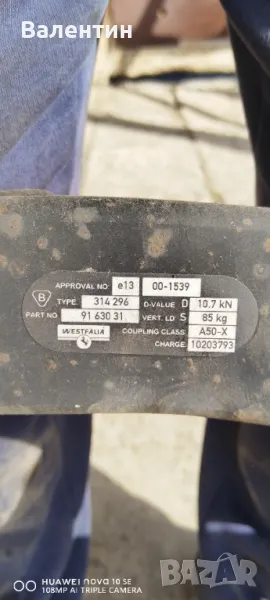 Валентин
APPROVAL NO e13 00-1539
B TYPE 314 296 D-VALUE D 10,7 kN
PART NO 91 630 31 VERT. LD S 85 kg
WESTFALIA COUPLING CLASS A50-X
CHARGE 10203793
HUAWEI nova 10 SE
108MP AI TRIPLE CAMERA
BAZAR